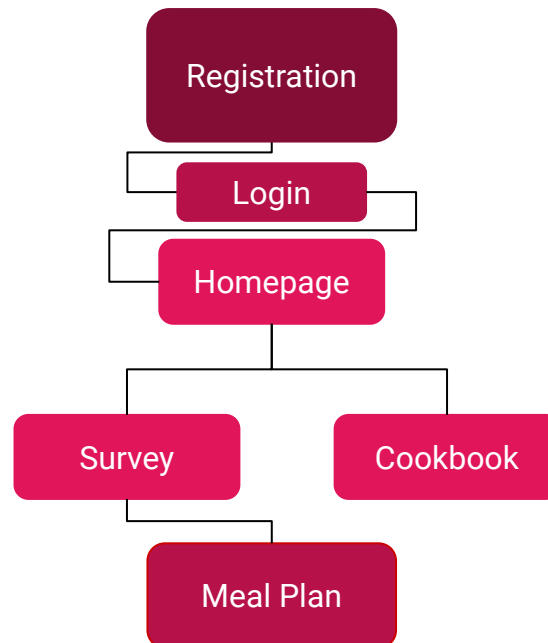 Registration
Login
Homepage
Survey
Cookbook
Meal Plan